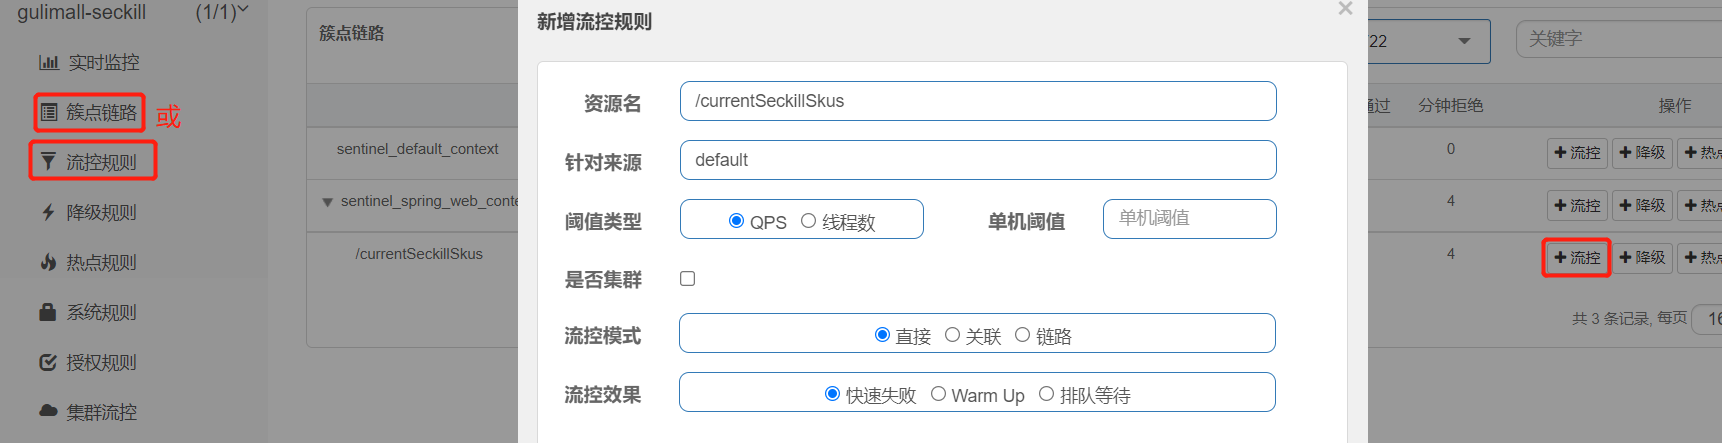 gulimall-seckill (1/1)
实时监控
簇点链路 或
流控规则
降级规则
热点规则
系统规则
授权规则
集群流控
簇点链路
sentinel_default_context
sentinel_spring_web_conte
/currentSeckillSkus
新增流控规则 ×
资源名 /currentSeckillSkus
针对来源 default
阈值类型 QPS 线程数 单机阈值 单机阈值
是否集群
流控模式 直接 关联 链路
流控效果 快速失败 Warm Up 排队等待
22 关键字
通过 分钟拒绝 操作
0 + 流控 + 降级 + 热点
4 + 流控 + 降级 + 热点
4 + 流控 + 降级 + 热点
共 3 条记录, 每页 16